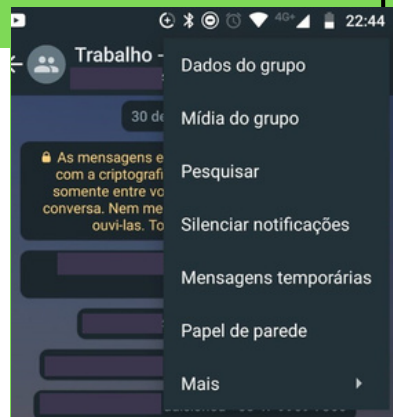 4G+ 22:44
Trabalho -
Dados do grupo
30 de
Mídia do grupo
As mensagens e
com a criptografi
Pesquisar
somente entre vo
conversa. Nem me
Silenciar notificações
ouvi-las. To
Mensagens temporárias
Papel de parede
Mais